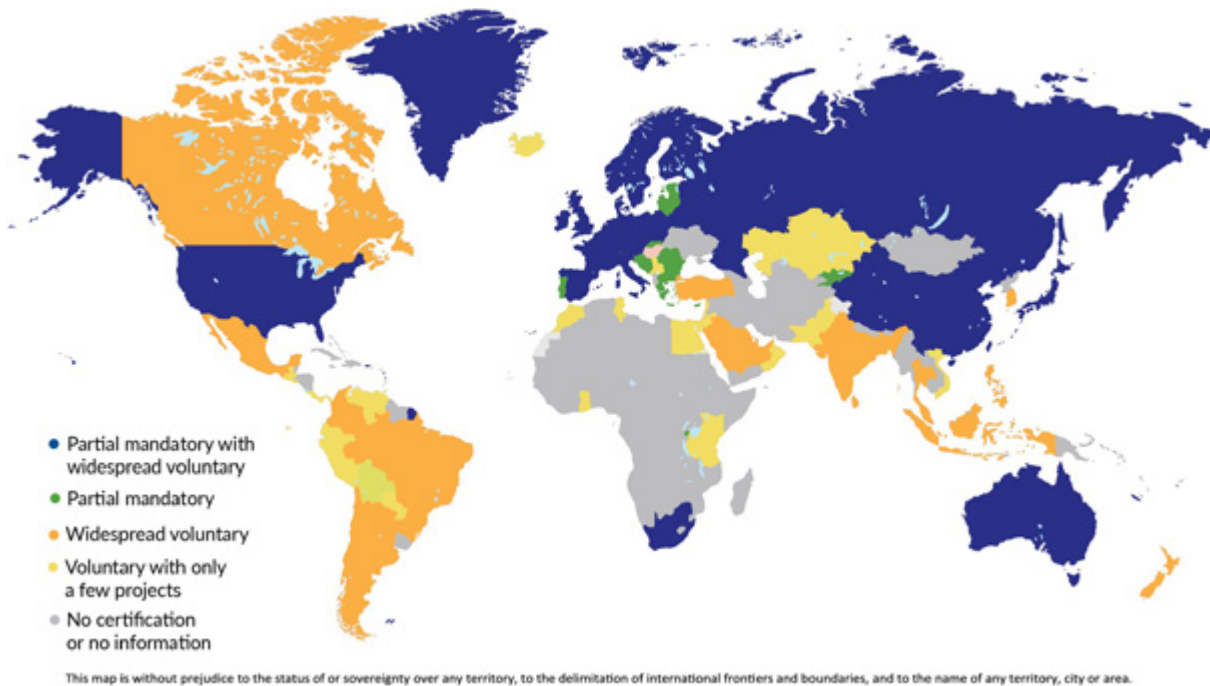 Partial mandatory with
widespread voluntary
Partial mandatory
Widespread voluntary
Voluntary with only
a few projects
No certification
or no information
This map is without prejudice to the status of or sovereignty over any territory, to the delimitation of international frontiers and boundaries, and to the name of any territory, city or area.